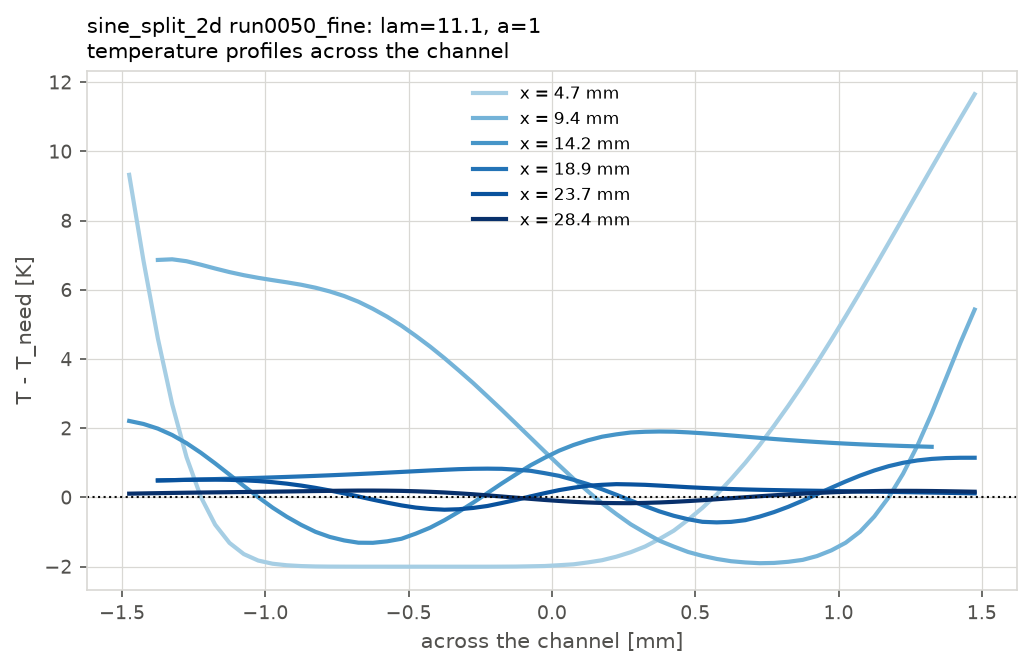 sine_split_2d run0050_fine: lam=11.1, a=1
temperature profiles across the channel
x = 4.7 mm
x = 9.4 mm
x = 14.2 mm
x = 18.9 mm
x = 23.7 mm
x = 28.4 mm
T - T_need [K]
12
10
8
6
4
2
0
−2
−1.5 −1.0 −0.5 0.0 0.5 1.0 1.5
across the channel [mm]